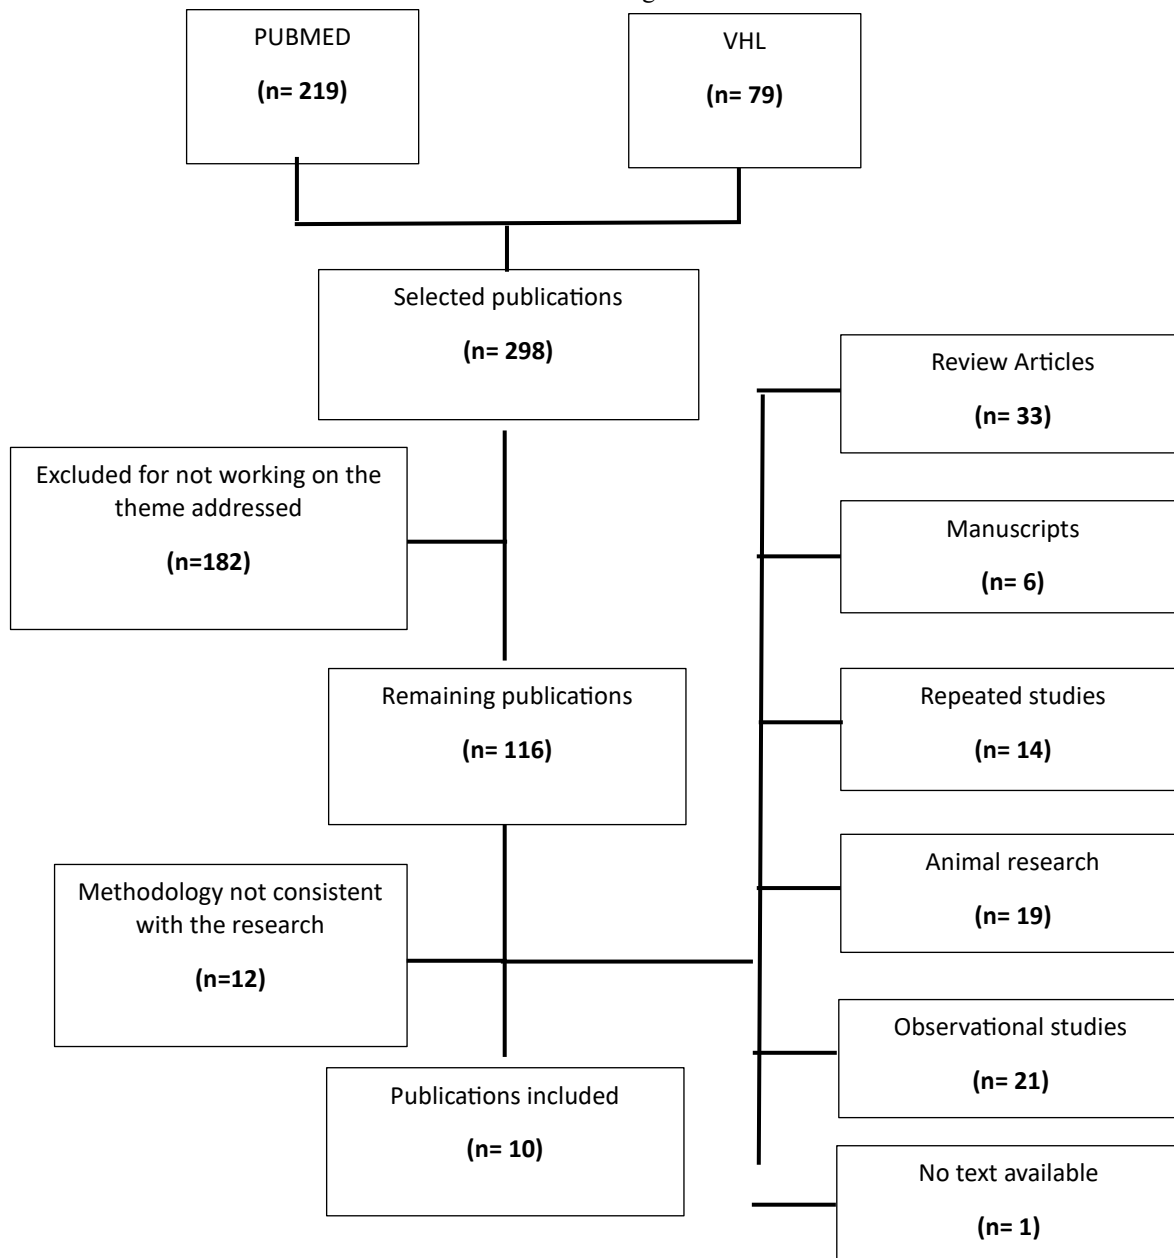 PUBMED
(n= 219)
VHL
(n= 79)
Selected publications
(n= 298)
Excluded for not working on the
theme addressed
(n=182)
Remaining publications
(n= 116)
Methodology not consistent
with the research
(n=12)
Publications included
(n= 10)
Review Articles
(n= 33)
Manuscripts
(n= 6)
Repeated studies
(n= 14)
Animal research
(n= 19)
Observational studies
(n= 21)
No text available
(n= 1)